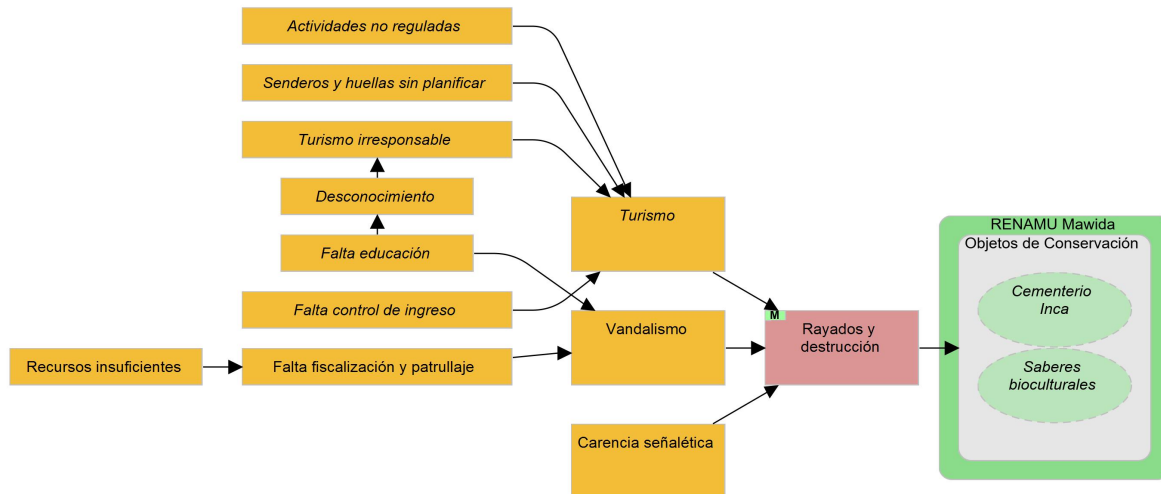 Actividades no reguladas
Senderos y huellas sin planificar
Turismo irresponsable
Desconocimiento
Falta educación
Falta control de ingreso
Recursos insuficientes
Falta fiscalización y patrullaje
Turismo
Vandalismo
Carencia señalética
M
Rayados y
destrucción
RENAMU Mawida
Objetos de Conservación
Cementerio
Inca
Saberes
bioculturales